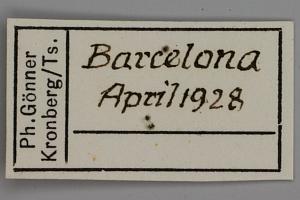 Ph.Gönner
Kronberg/Ts.
Barcelona
April 1928